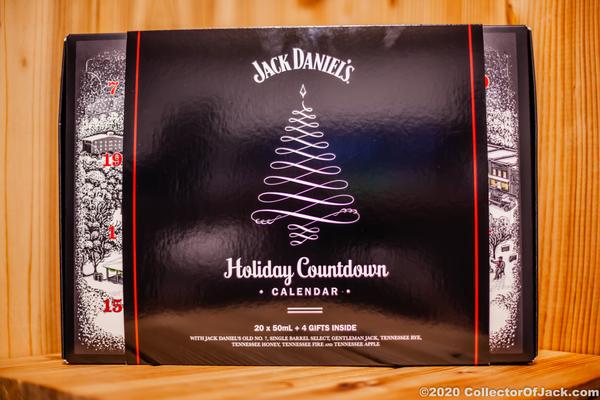 JACK DANIEL'S
7
19
1
15
Holiday Countdown
• CALENDAR •
20 x 50mL + 4 GIFTS INSIDE
WITH JACK DANIEL'S OLD NO. 7, SINGLE BARREL SELECT, GENTLEMAN JACK, TENNESSEE RYE,
TENNESSEE HONEY, TENNESSEE FIRE AND TENNESSEE APPLE
©2020 CollectorOfJack.com